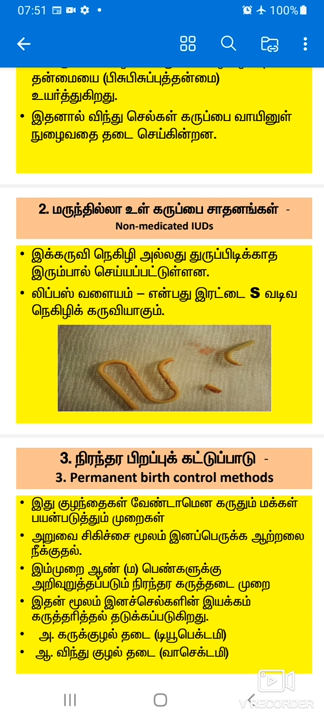 07:51
100%
தன்மையை (பிசுபிசுப்புத்தன்மை)
உயர்த்துகிறது.
• இதனால் விந்து செல்கள் கருப்பை வாயினுள்
நுழைவதை தடை செய்கின்றன.
2. மருந்தில்லா உள் கருப்பை சாதனங்கள் -
Non-medicated IUDs
• இக்கருவி நெகிழி அல்லது துருப்பிடிக்காத
இரும்பால் செய்யப்பட்டுள்ளன.
• லிப்பஸ் வளையம் – என்பது இரட்டை S வடிவ
நெகிழிக் கருவியாகும்.
3. நிரந்தர பிறப்புக் கட்டுப்பாடு -
3. Permanent birth control methods
• இது குழந்தைகள் வேண்டாமென கருதும் மக்கள்
பயன்படுத்தும் முறைகள்
• அறுவை சிகிச்சை மூலம் இனப்பெருக்க ஆற்றலை
நீக்குதல்.
• இம்முறை ஆண் (ம) பெண்களுக்கு
அறிவுறுத்தப்படும் நிரந்தர கருத்தடை முறை
• இதன் மூலம் இனச்செல்களின் இயக்கம்
கருத்தரித்தல் தடுக்கப்படுகிறது.
• அ. கருக்குழல் தடை (டியூபெக்டமி)
• ஆ. விந்து குழல் தடை (வாசெக்டமி)
V RECORDER